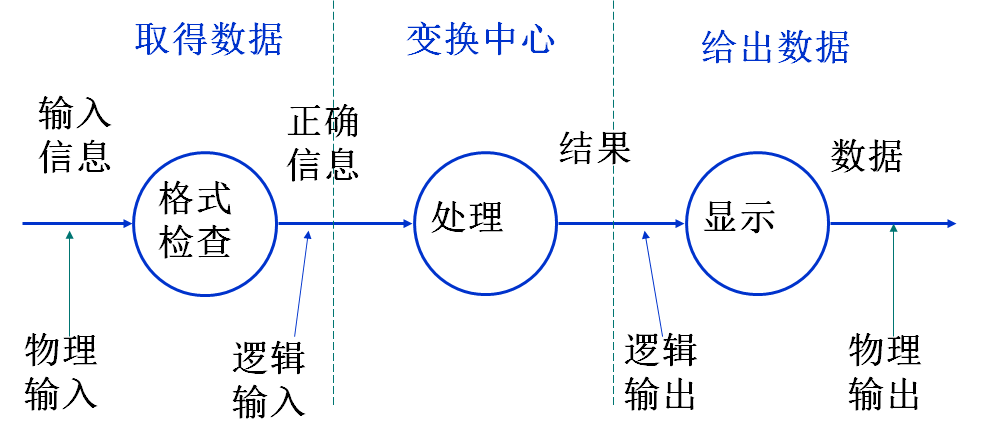 取得数据
变换中心
给出数据
输入
信息
正确
信息
结果
数据
格式
检查
处理
显示
物理
输入
逻辑
输入
逻辑
输出
物理
输出